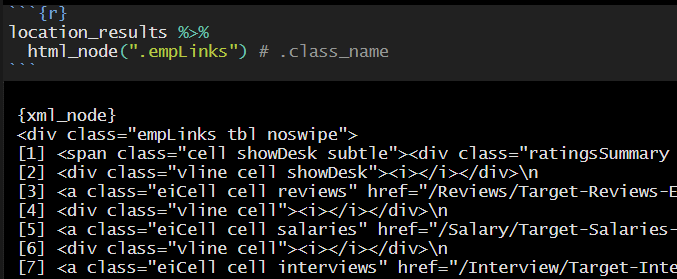 ```{r}
location_results %>%
  html_node(".empLinks") # .class_name
```
{xml_node}
<div class="empLinks tbl noswipe">
[1] <span class="cell showDesk subtle"><div class="ratingsSummary
[2] <div class="vline cell showDesk"><i></i></div>\n
[3] <a class="eiCell cell reviews" href="/Reviews/Target-Reviews-E
[4] <div class="vline cell"><i></i></div>\n
[5] <a class="eiCell cell salaries" href="/Salary/Target-Salaries-
[6] <div class="vline cell"><i></i></div>\n
[7] <a class="eiCell cell interviews" href="/Interview/Target-Inte